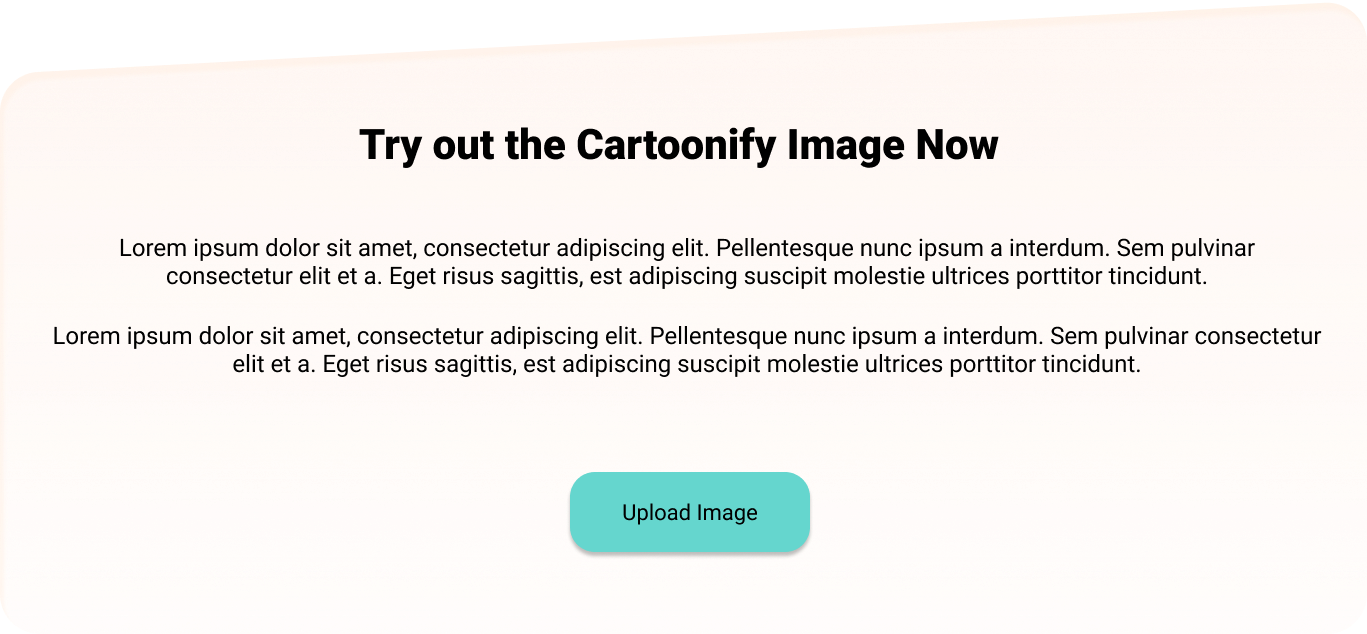 Try out the Cartoonify Image Now
Lorem ipsum dolor sit amet, consectetur adipiscing elit. Pellentesque nunc ipsum a interdum. Sem pulvinar
consectetur elit et a. Eget risus sagittis, est adipiscing suscipit molestie ultrices porttitor tincidunt.
Lorem ipsum dolor sit amet, consectetur adipiscing elit. Pellentesque nunc ipsum a interdum. Sem pulvinar consectetur
elit et a. Eget risus sagittis, est adipiscing suscipit molestie ultrices porttitor tincidunt.
Upload Image